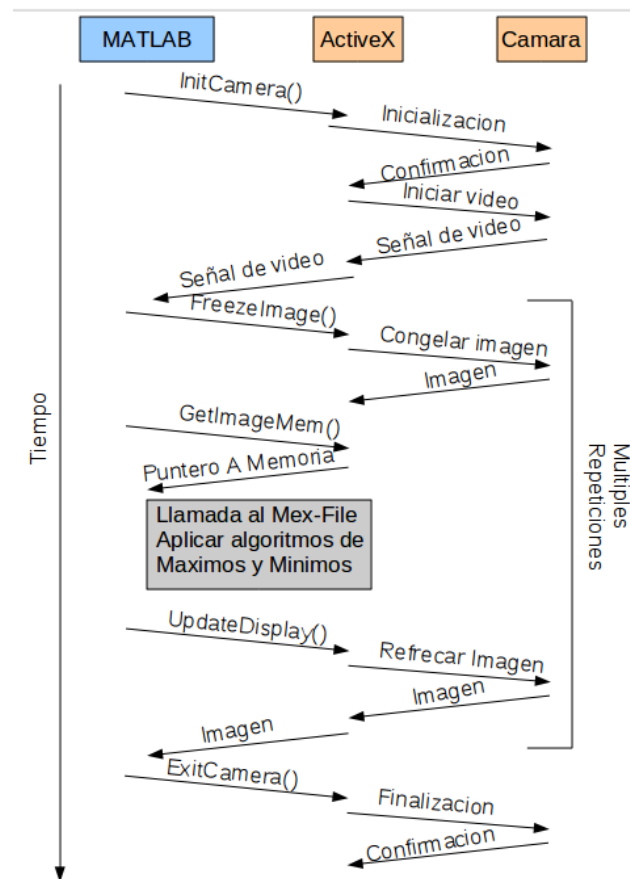 MATLAB
ActiveX
Camara
InitCamera()
Inicializacion
Confirmacion
Iniciar video
Señal de video
Señal de video
FreezeImage()
Congelar imagen
Imagen
GetImageMem()
Puntero A Memoria
Llamada al Mex-File
Aplicar algoritmos de
Maximos y Minimos
UpdateDisplay()
Refrecar Imagen
Imagen
Imagen
ExitCamera()
Finalizacion
Confirmacion
Tiempo
Multiples
Repeticiones